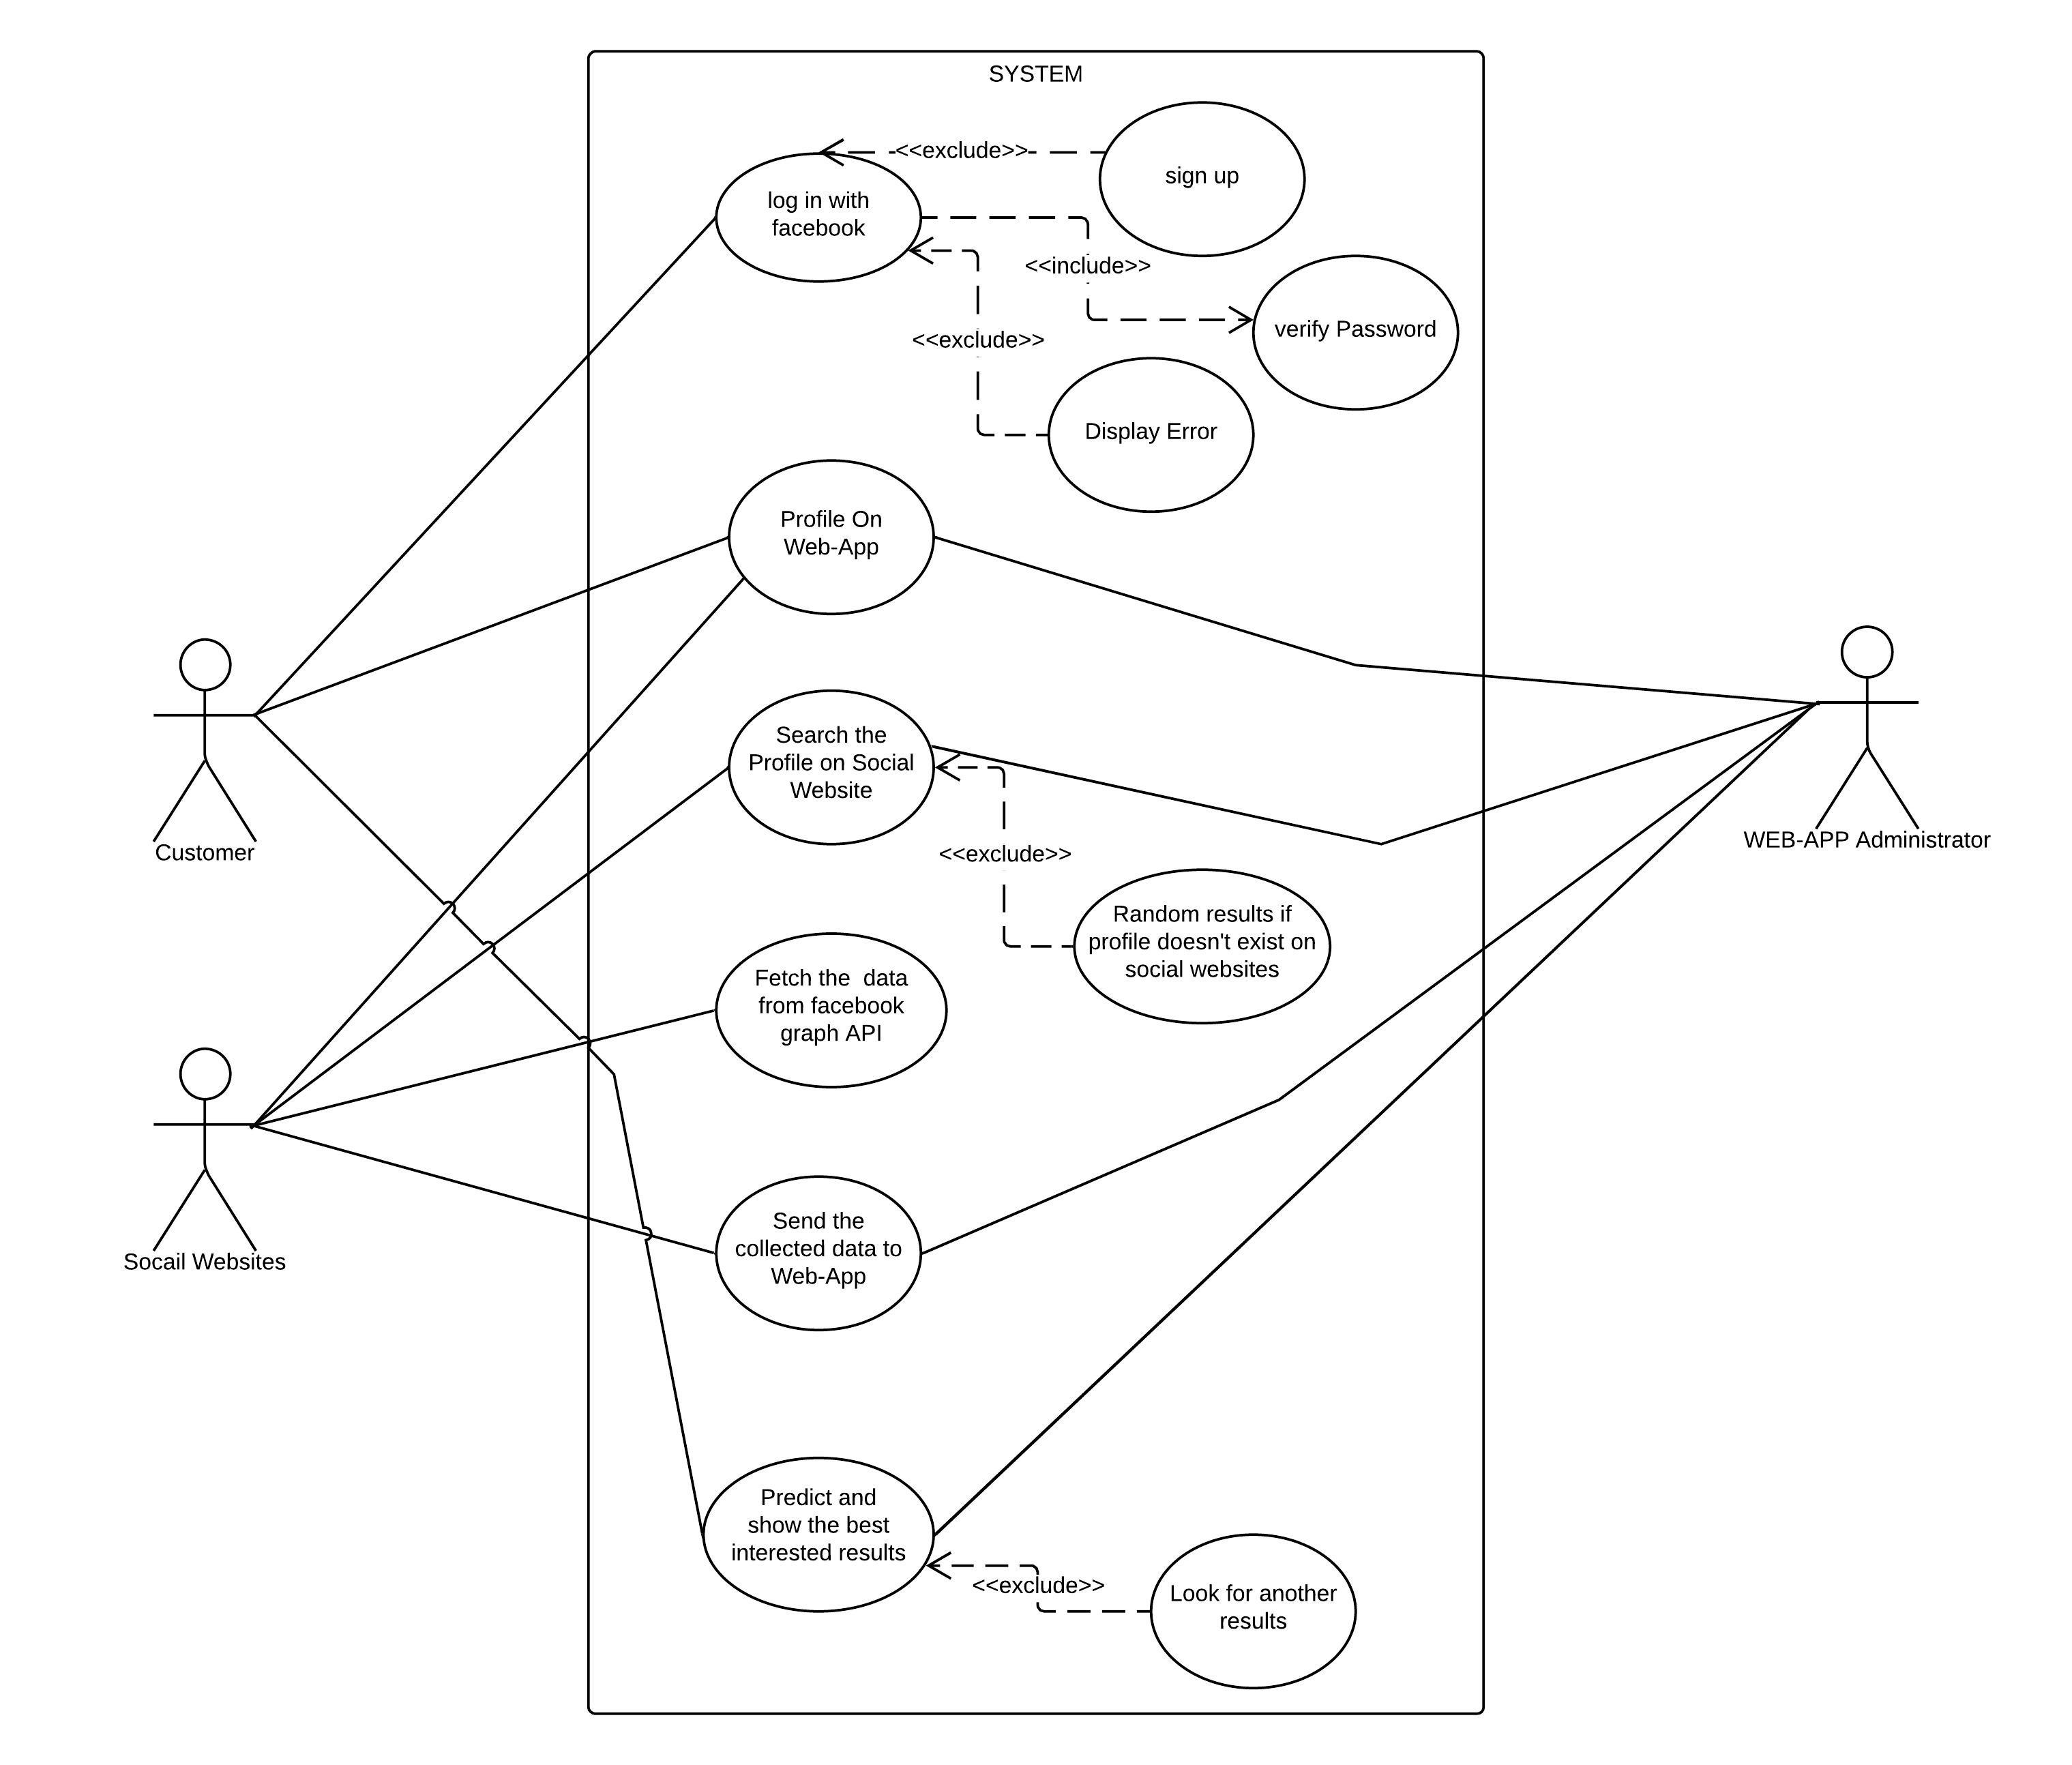 SYSTEM
<<exclude>>
sign up
log in with
facebook
<<include>>
verify Password
<<exclude>>
Display Error
Profile On
Web-App
Search the
Profile on Social
Website
Customer
WEB-APP Administrator
<<exclude>>
Random results if
profile doesn't exist on
social websites
Fetch the  data
from facebook
graph API
Send the
collected data to
Web-App
Socail Websites
Predict and
show the best
interested results
<<exclude>>
Look for another
results